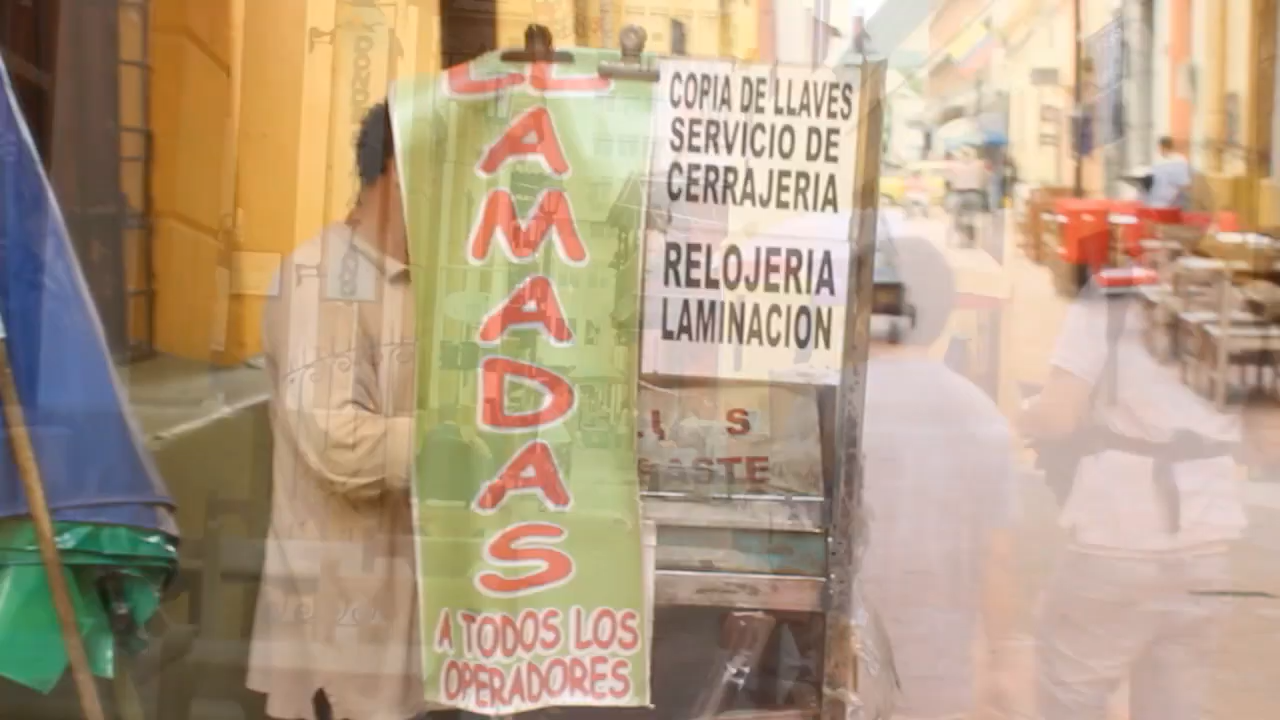 LLAMADAS
A TODOS LOS
OPERADORES
COPIA DE LLAVES
SERVICIO DE
CERRAJERIA
RELOJERIA
LAMINACION